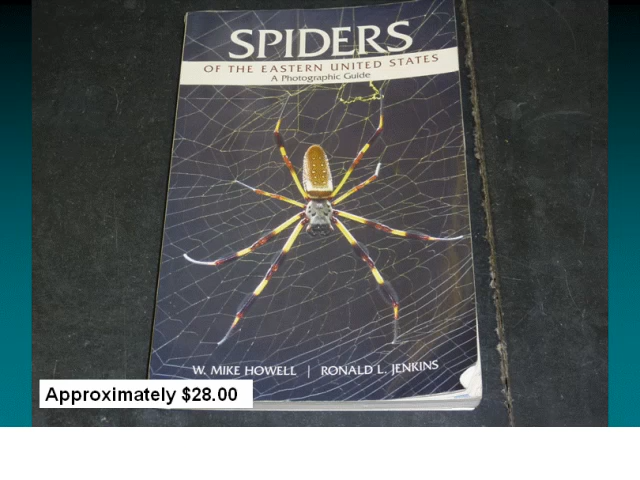 SPIDERS
OF THE EASTERN UNITED STATES
A Photographic Guide
W. MIKE HOWELL | RONALD L. JENKINS
Approximately $28.00